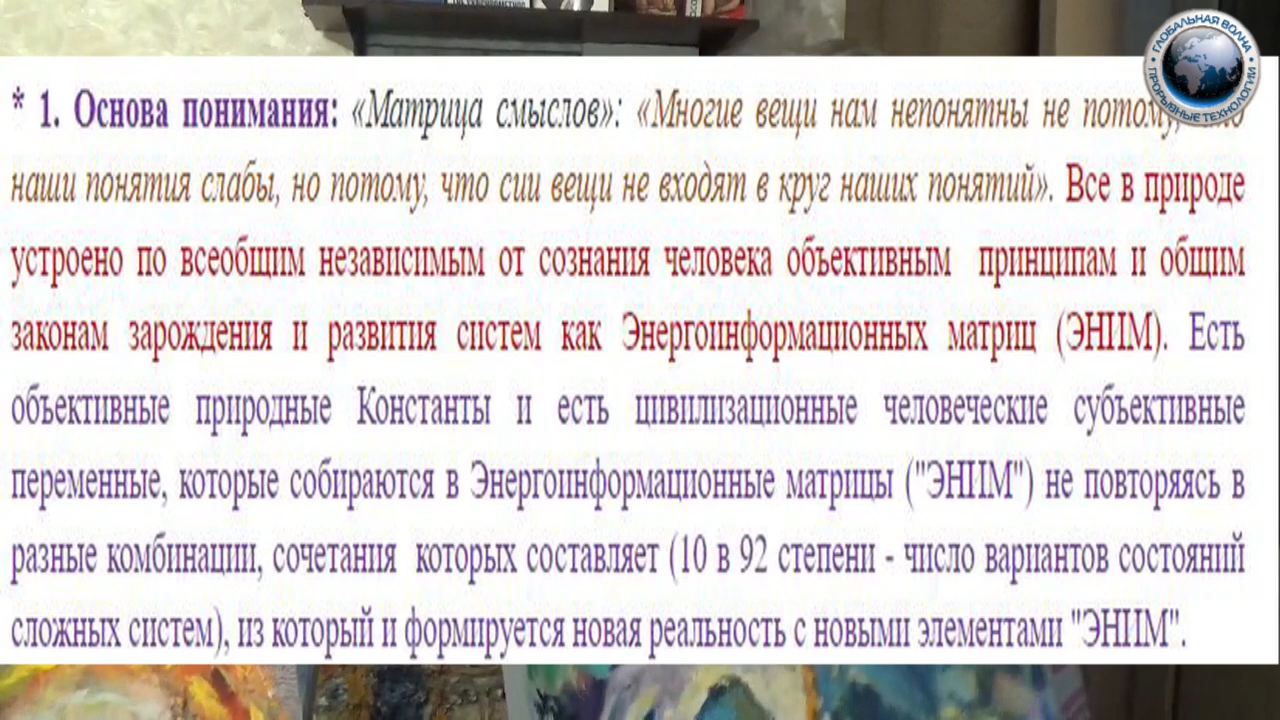 ГЛОБАЛЬНАЯ ВОЛНА
ПРОРЫВНЫЕ ТЕХНОЛОГИИ
* 1. Основа понимания: «Матрица смыслов»: «Многие вещи нам непонятны не потому,
наши понятия слабы, но потому, что сии вещи не входят в круг наших понятий». Все в природе
устроено по всеобщим независимым от сознания человека объективным принципам и общим
законам зарождения и развития систем как Энергоинформационных матриц (ЭНИМ). Есть
объективные природные Константы и есть цивилизационные человеческие субъективные
переменные, которые собираются в Энергоинформационные матрицы ("ЭНИМ") не повторяясь в
разные комбинации, сочетания которых составляет (10 в 92 степени - число вариантов состояний
сложных систем), из который и формируется новая реальность с новыми элементами "ЭНИМ".